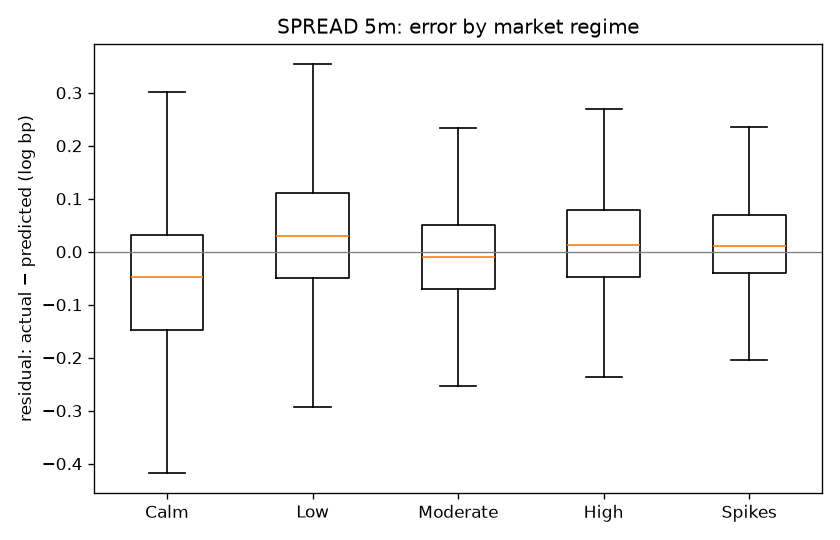 SPREAD 5m: error by market regime
residual: actual − predicted (log bp)
0.3
0.2
0.1
0.0
−0.1
−0.2
−0.3
−0.4
Calm Low Moderate High Spikes